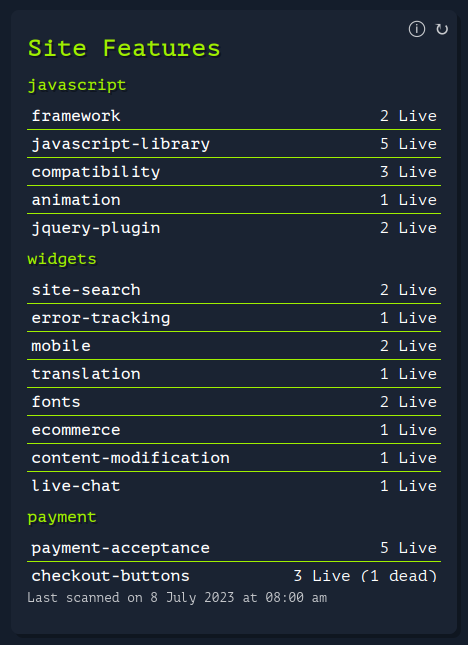 Site Features
javascript
framework 2 Live
javascript-library 5 Live
compatibility 3 Live
animation 1 Live
jquery-plugin 2 Live
widgets
site-search 2 Live
error-tracking 1 Live
mobile 2 Live
translation 1 Live
fonts 2 Live
ecommerce 1 Live
content-modification 1 Live
live-chat 1 Live
payment
payment-acceptance 5 Live
checkout-buttons 3 Live (1 dead)
Last scanned on 8 July 2023 at 08:00 am